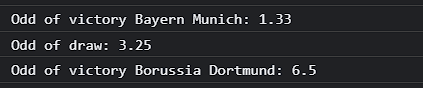 Odd of victory Bayern Munich: 1.33
Odd of draw: 3.25
Odd of victory Borussia Dortmund: 6.5